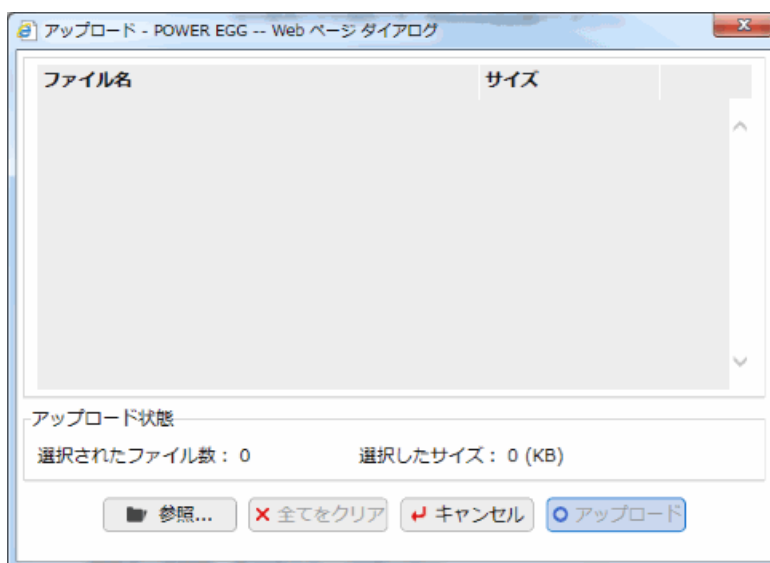 アップロード - POWER EGG -- Web ページ ダイアログ
ファイル名 サイズ
アップロード状態
選択されたファイル数： 0 選択したサイズ： 0 (KB)
参照... 全てをクリア キャンセル アップロード